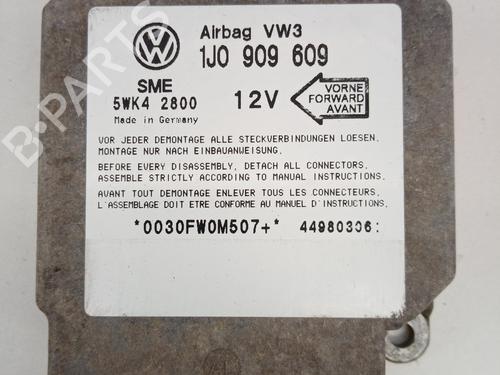 Airbag VW3
1J0 909 609
SME
5WK4 2800
Made in Germany
12V
VORNE
FORWARD
AVANT
VOR JEDER DEMONTAGE ALLE STECKVERBINDUNGEN LOESEN.
MONTAGE NUR NACH EINBAUANWEISUNG.
BEFORE EVERY DISASSEMBLY, DETACH ALL CONNECTORS,
ASSEMBLE STRICTLY ACCORDING TO MANUAL INSTRUCTIONS.
AVANT TOUT DEMONTAGE ENLEVER TOUS LES CONNECTEURS,
L'ASSEMBLAGE DOIT ETRE CONFORME AU MANUEL D'INSTRUCTIONS.
*0030FW0M507+*
44980306:
B-PARTS